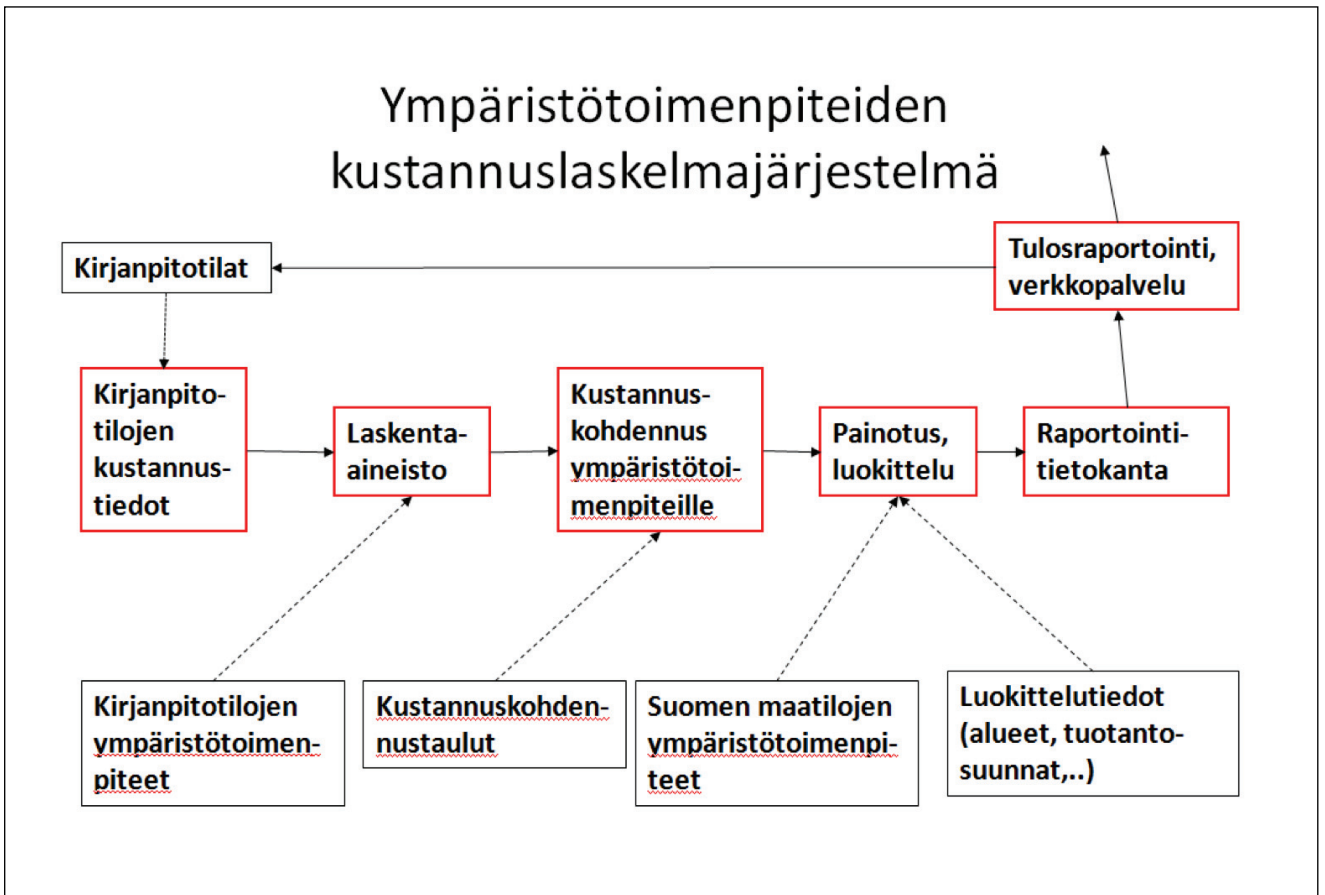 Ympäristötoimenpiteiden
kustannuslaskelmajärjestelmä
Kirjanpitotilat
Tulosraportointi,
verkkopalvelu
Kirjanpito-
tilojen
kustannus-
tiedot
Laskenta-
aineisto
Kustannus-
kohdennus
ympäristötoi-
menpiteille
Painotus,
luokittelu
Raportointi-
tietokanta
Kirjanpitotilojen
ympäristötoimen-
piteet
Kustannuskohden-
nustaulut
Suomen maatilojen
ympäristötoimenpi-
teet
Luokittelutiedot
(alueet, tuotanto-
suunnat,..)